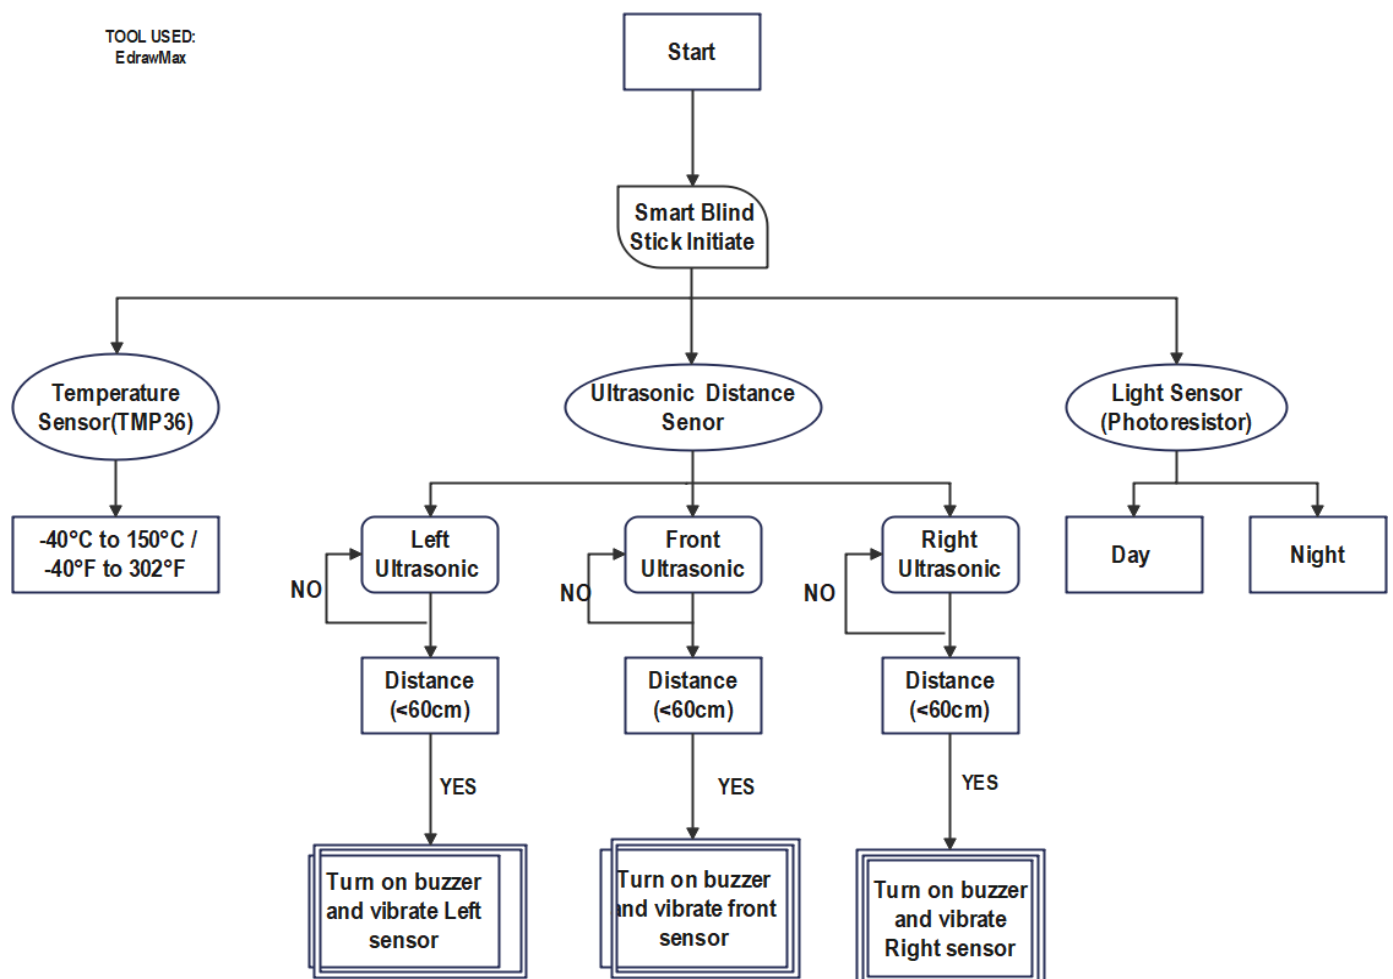 TOOL USED:
EdrawMax
Start
Smart Blind
Stick Initiate
Temperature
Sensor(TMP36)
Ultrasonic Distance
Senor
Light Sensor
(Photoresistor)
-40°C to 150°C /
-40°F to 302°F
Left
Ultrasonic
Front
Ultrasonic
Right
Ultrasonic
Day
Night
NO
NO
NO
Distance
(<60cm)
Distance
(<60cm)
Distance
(<60cm)
YES
YES
YES
Turn on buzzer
and vibrate Left
sensor
Turn on buzzer
and vibrate front
sensor
Turn on buzzer
and vibrate
Right sensor